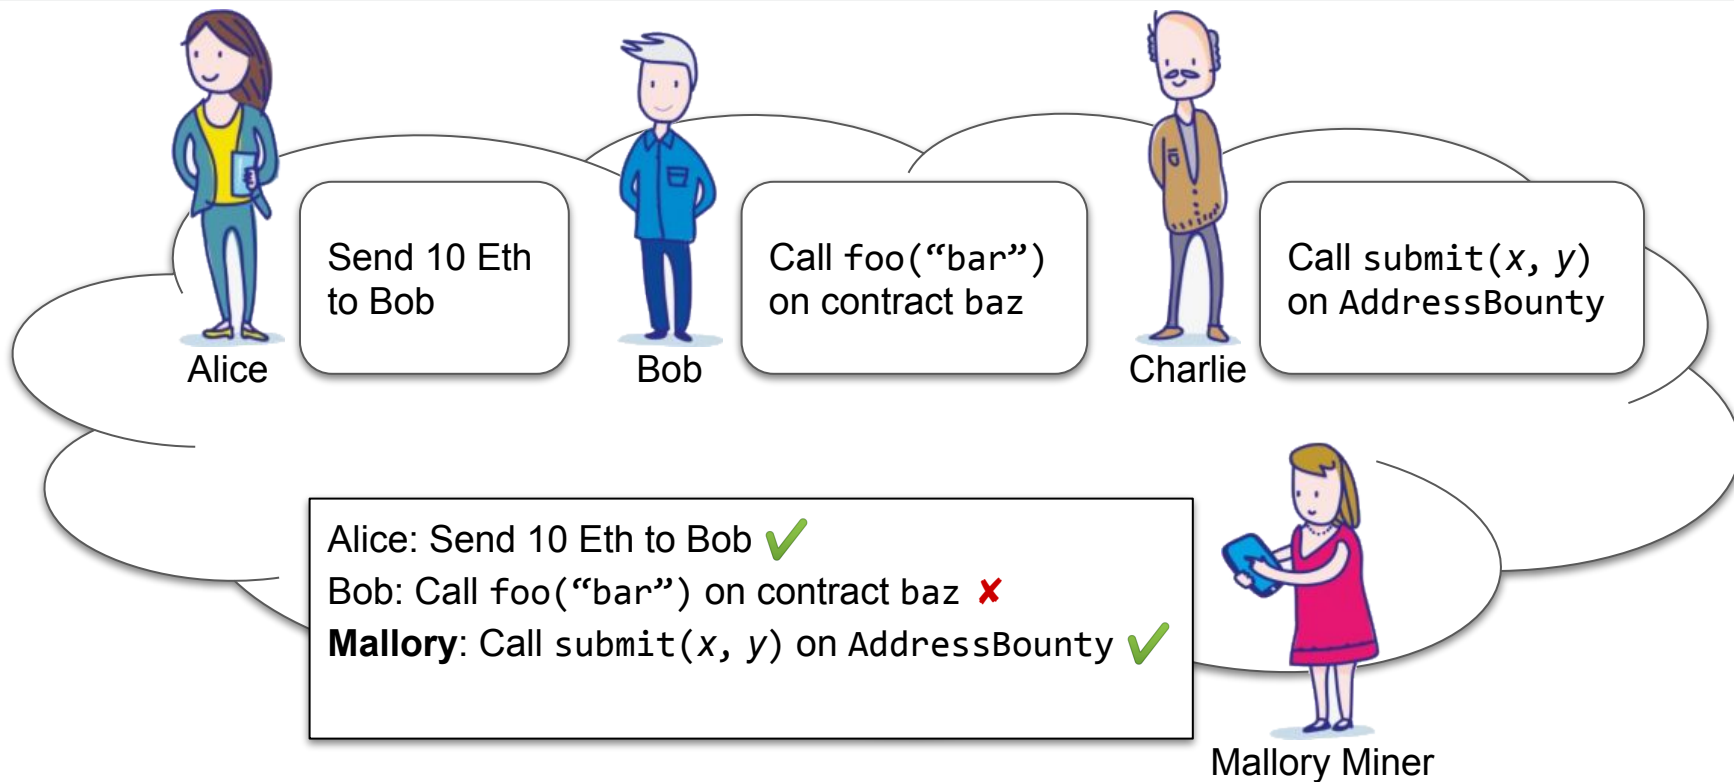 Send 10 Eth
to Bob
Call foo(“bar”)
on contract baz
Call submit(x, y)
on AddressBounty
Alice
Bob
Charlie
Alice: Send 10 Eth to Bob ✔
Bob: Call foo(“bar”) on contract baz ✘
Mallory: Call submit(x, y) on AddressBounty ✔
Mallory Miner